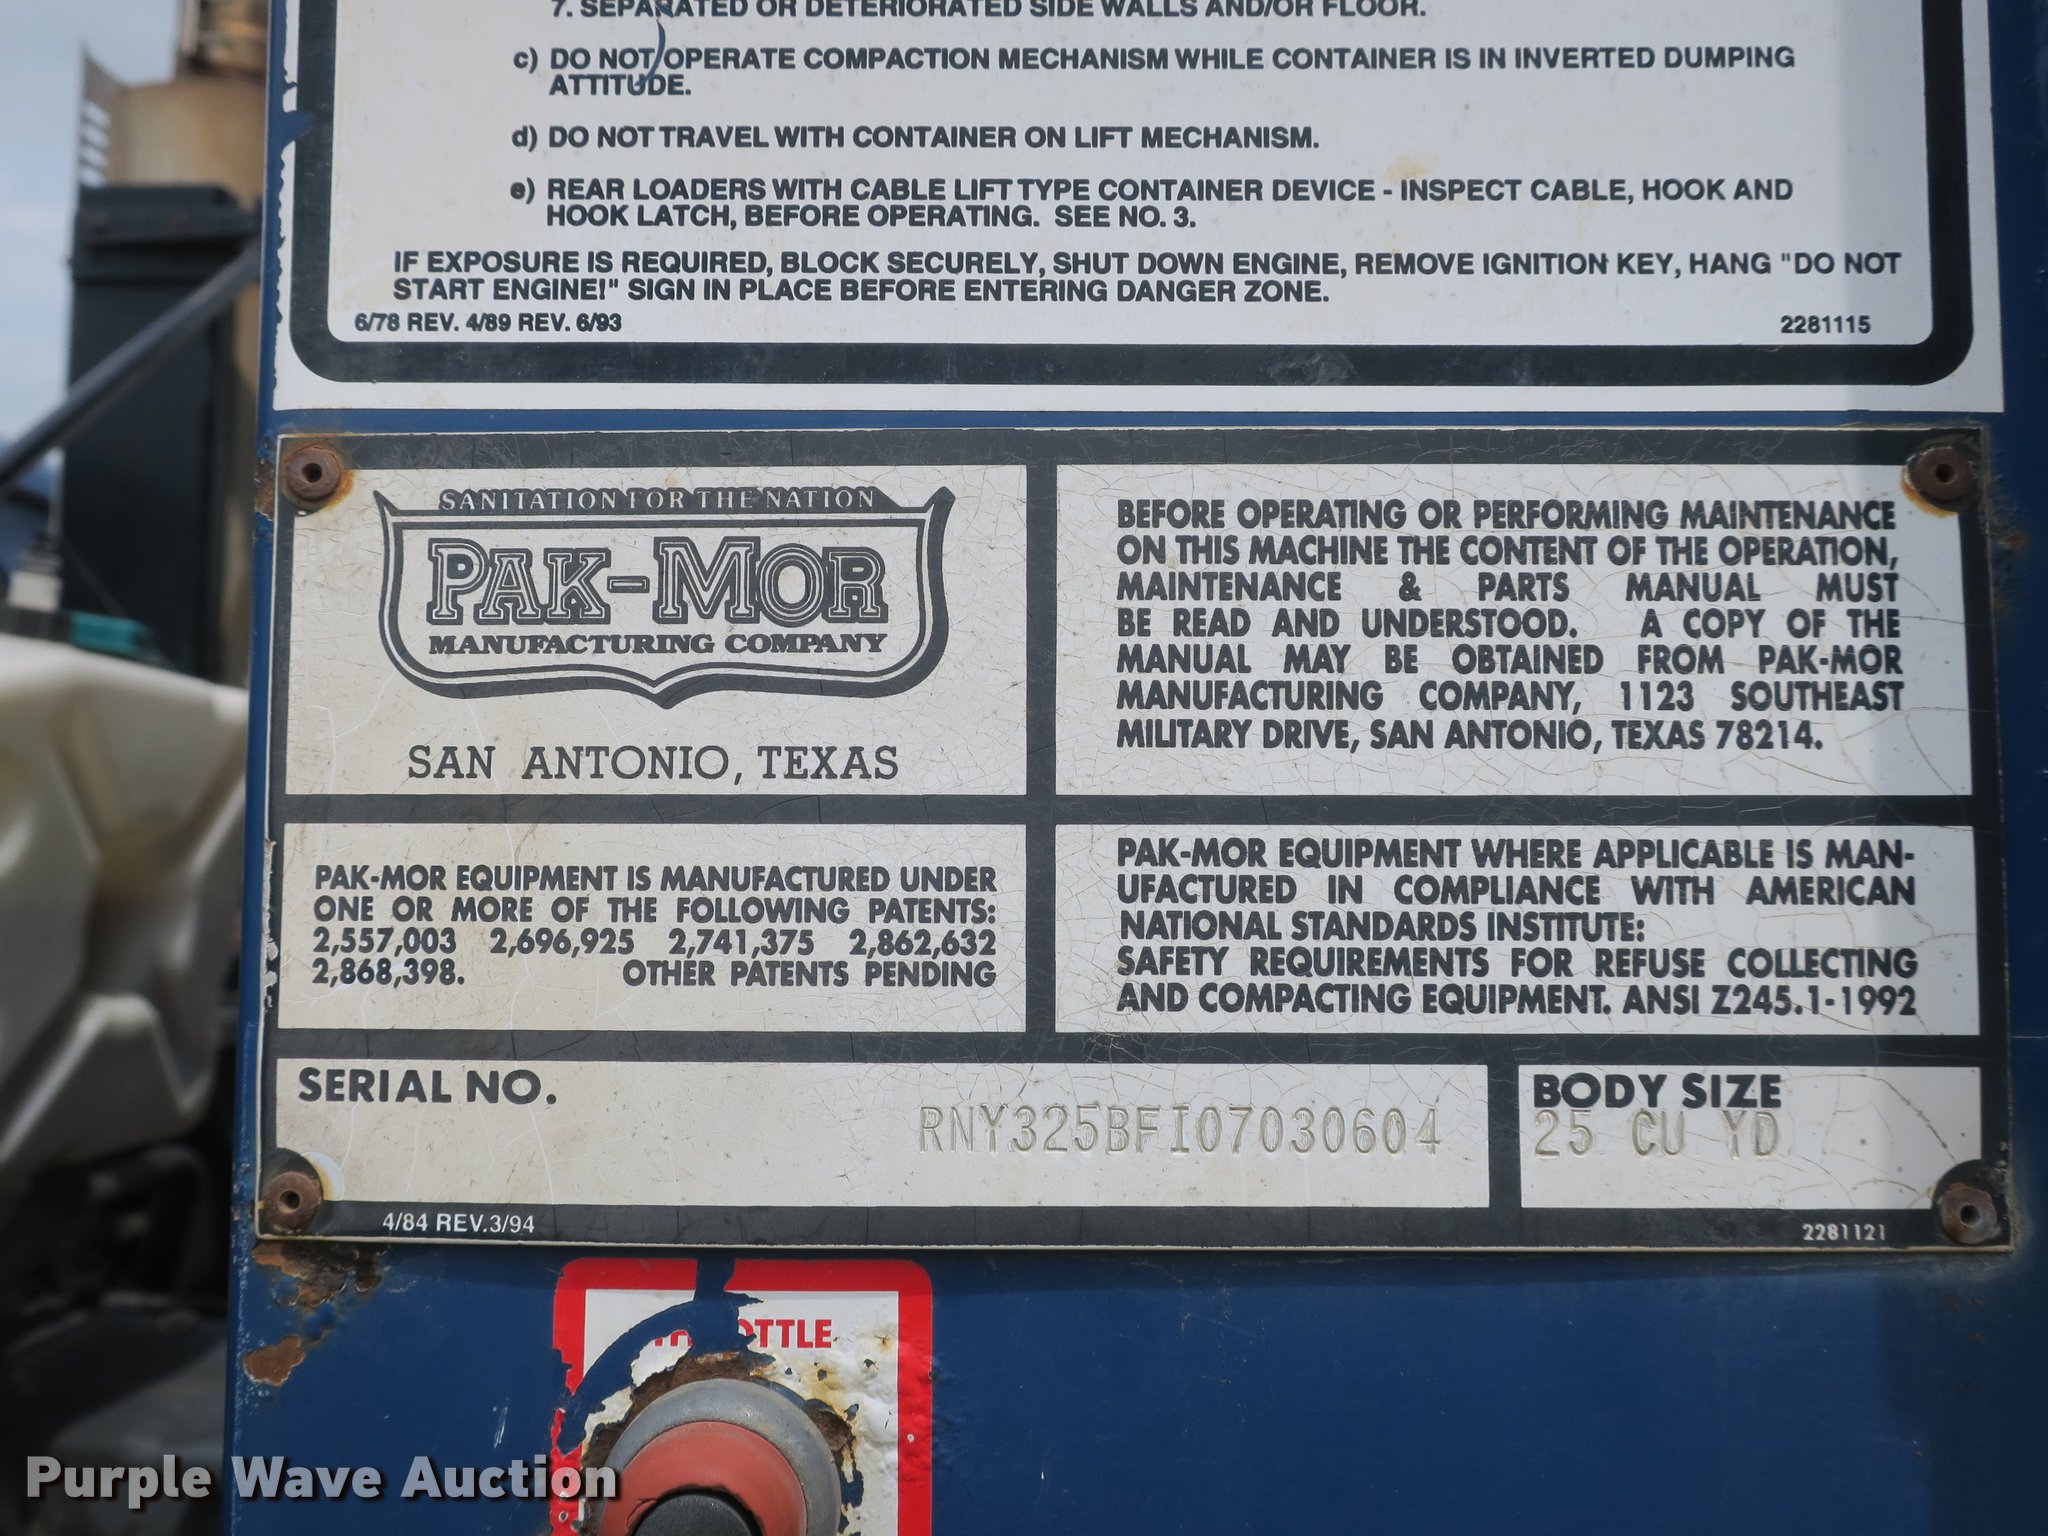 7. SEPARATED OR DETERIORATED SIDE WALLS AND/OR FLOOR.
c) DO NOT OPERATE COMPACTION MECHANISM WHILE CONTAINER IS IN INVERTED DUMPING
ATTITUDE.
d) DO NOT TRAVEL WITH CONTAINER ON LIFT MECHANISM.
e) REAR LOADERS WITH CABLE LIFT TYPE CONTAINER DEVICE - INSPECT CABLE, HOOK AND
HOOK LATCH, BEFORE OPERATING. SEE NO. 3.
IF EXPOSURE IS REQUIRED, BLOCK SECURELY, SHUT DOWN ENGINE, REMOVE IGNITION KEY, HANG "DO NOT
START ENGINE!" SIGN IN PLACE BEFORE ENTERING DANGER ZONE.
6/78 REV. 4/89 REV. 6/93
2281115
SANITATION FOR THE NATION
PAK-MOR
MANUFACTURING COMPANY
SAN ANTONIO, TEXAS
BEFORE OPERATING OR PERFORMING MAINTENANCE
ON THIS MACHINE THE CONTENT OF THE OPERATION,
MAINTENANCE & PARTS MANUAL MUST
BE READ AND UNDERSTOOD. A COPY OF THE
MANUAL MAY BE OBTAINED FROM PAK-MOR
MANUFACTURING COMPANY, 1123 SOUTHEAST
MILITARY DRIVE, SAN ANTONIO, TEXAS 78214.
PAK-MOR EQUIPMENT IS MANUFACTURED UNDER
ONE OR MORE OF THE FOLLOWING PATENTS:
2,557,003 2,696,925 2,741,375 2,862,632
2,868,398. OTHER PATENTS PENDING
PAK-MOR EQUIPMENT WHERE APPLICABLE IS MAN-
UFACTURED IN COMPLIANCE WITH AMERICAN
NATIONAL STANDARDS INSTITUTE:
SAFETY REQUIREMENTS FOR REFUSE COLLECTING
AND COMPACTING EQUIPMENT. ANSI Z245.1-1992
SERIAL NO.
RNY325BFI07030604
BODY SIZE
25 CU YD
4/84 REV.3/94
2281121
Purple Wave Auction